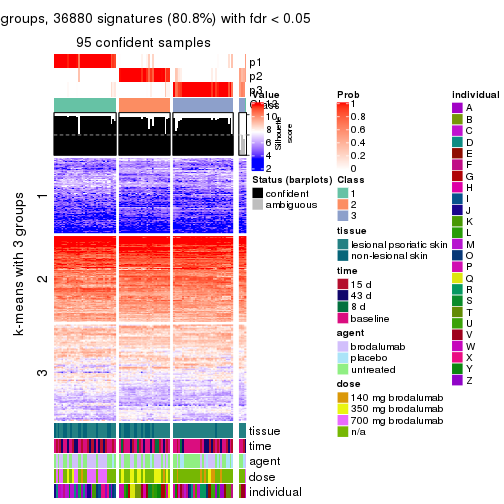 groups, 36880 signatures (80.8%) with fdr < 0.05
95 confident samples
p1
p2
p3
Class
Silhouette
score
Value
10
8
6
4
2
Status (barplots)
confident
ambiguous
Prob
1
0.8
0.6
0.4
0.2
0
Class
1
2
3
tissue
lesional psoriatic skin
non-lesional skin
time
15 d
43 d
8 d
baseline
agent
brodalumab
placebo
untreated
dose
140 mg brodalumab
350 mg brodalumab
700 mg brodalumab
n/a
individual
A
B
C
D
E
F
G
H
I
J
K
L
M
O
P
Q
R
S
T
U
V
W
X
Y
Z
k-means with 3 groups
1
2
3
tissue
time
agent
dose
individual